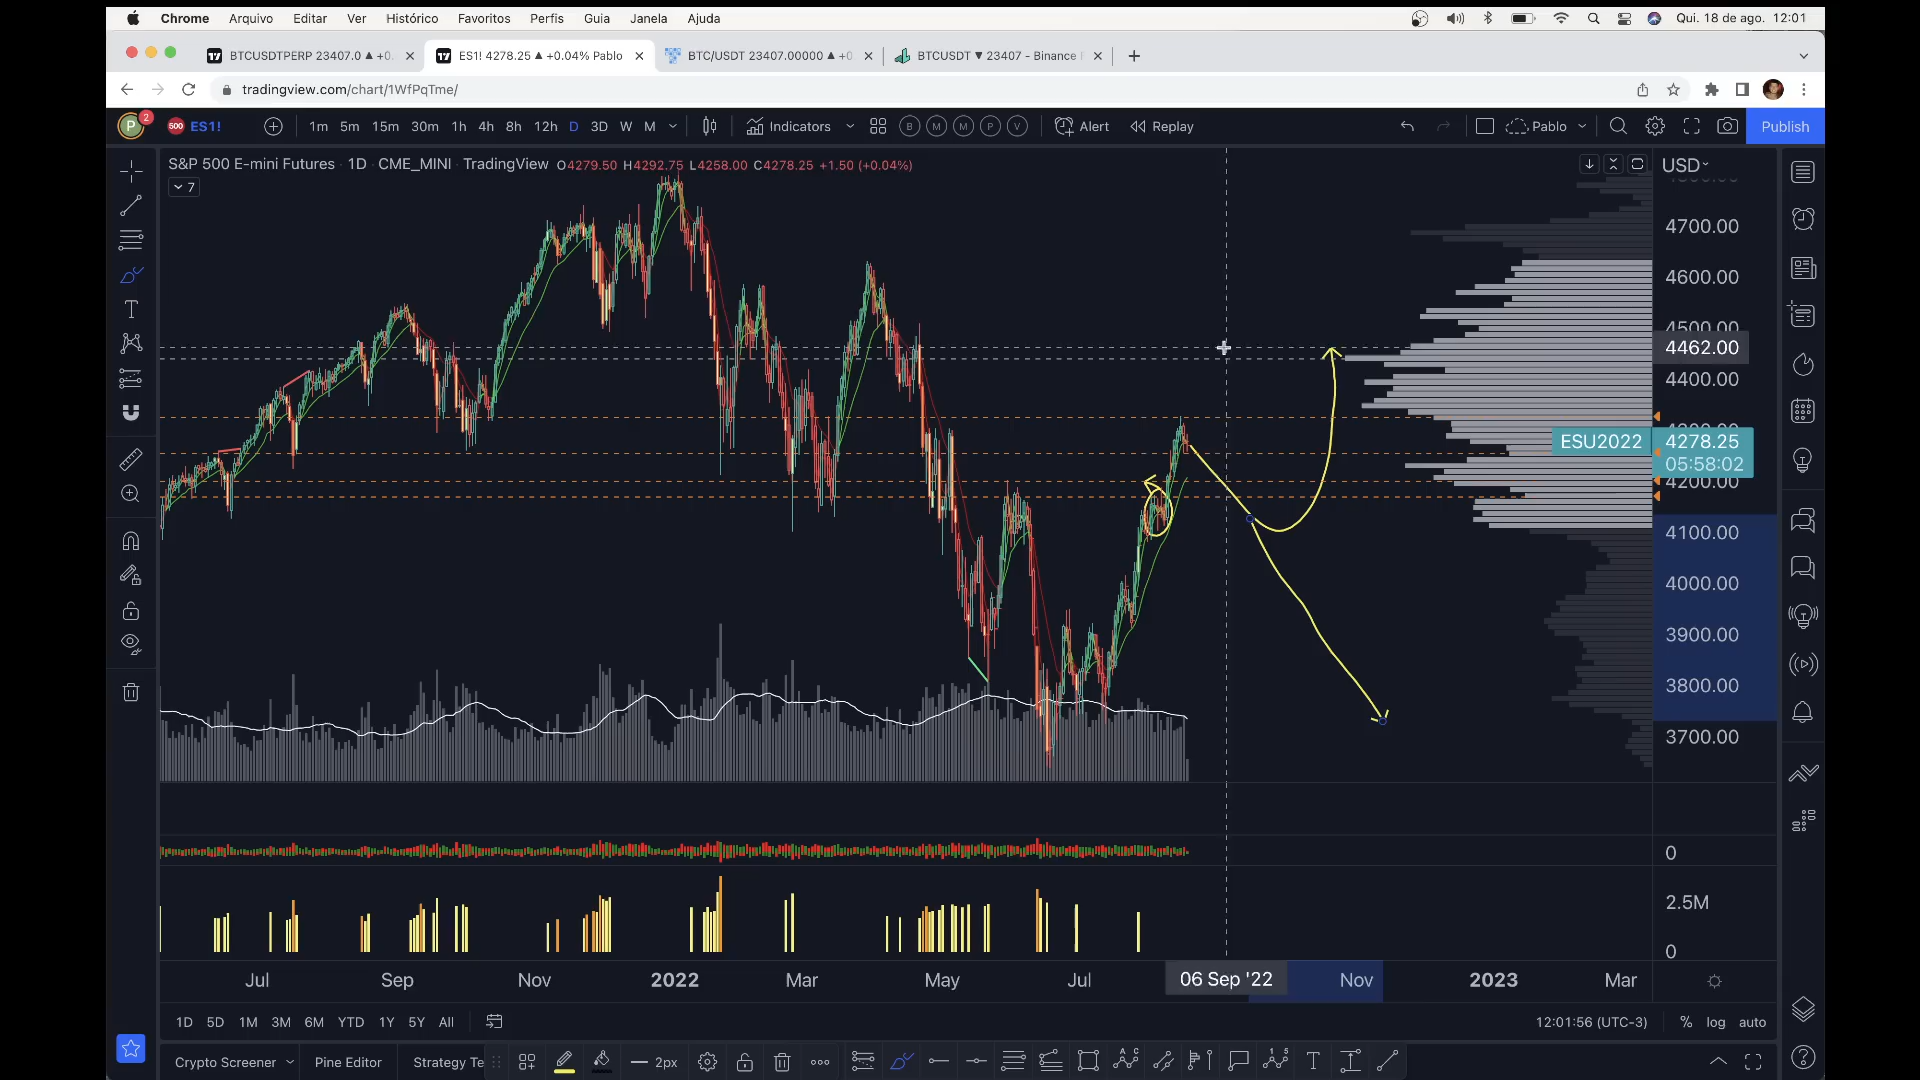 Chrome Arquivo Editar Ver Histórico Favoritos Perfis Guia Janela Ajuda Qui. 18 de ago. 12:01
BTCUSDTPERP 23407.0 ▲ +0. ES1! 4278.25 ▲ +0.04% Pablo BTC/USDT 23407.00000 ▲ +0 BTCUSDT ▼ 23407 - Binance
tradingview.com/chart/1WfPqTme/
P 2 500 ES1! 1m 5m 15m 30m 1h 4h 8h 12h D 3D W M Indicators B M M P V Alert Replay Pablo Publish
S&P 500 E-mini Futures · 1D · CME_MINI · TradingView O4279.50 H4292.75 L4258.00 C4278.25 +1.50 (+0.04%) USD
7
4700.00
4600.00
4500.00
4462.00
4400.00
ESU2022 4278.25
05:58:02
4200.00
4100.00
4000.00
3900.00
3800.00
3700.00
0
2.5M
0
Jul Sep Nov 2022 Mar May Jul 06 Sep '22 Nov 2023 Mar
1D 5D 1M 3M 6M YTD 1Y 5Y All 12:01:56 (UTC-3) % log auto
Crypto Screener Pine Editor Strategy Te 2px